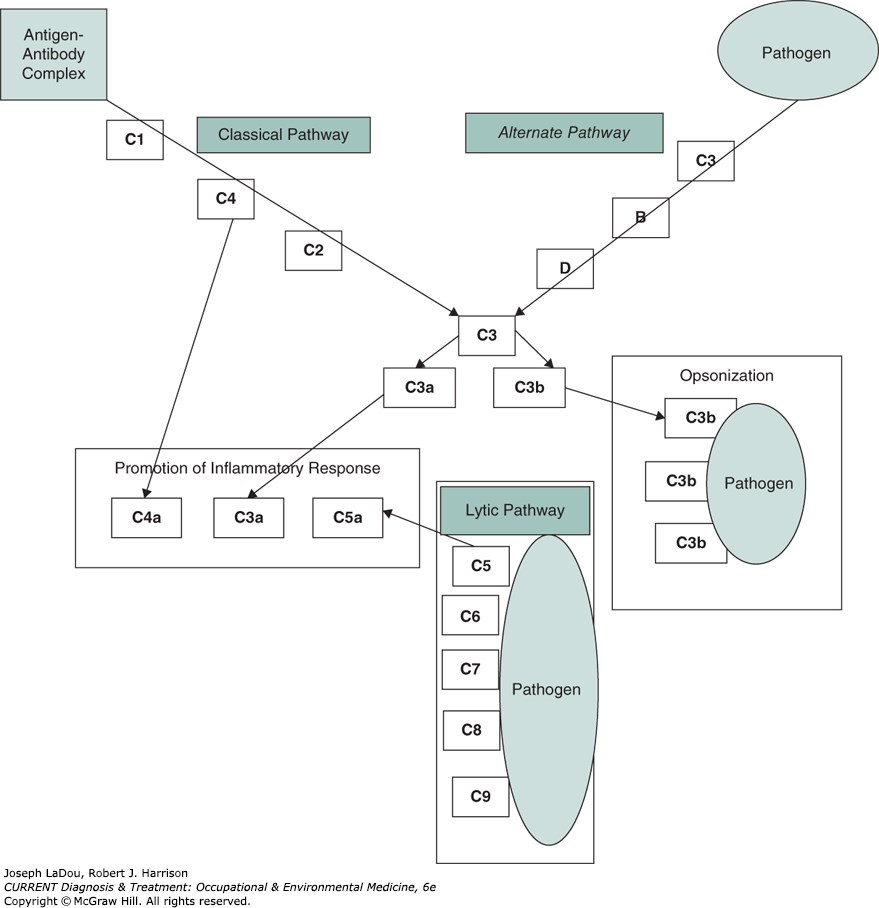 Antigen-
Antibody
Complex
Pathogen
Classical Pathway
Alternate Pathway
C1
C3
C4
B
C2
D
C3
C3a
C3b
Opsonization
C3b
C3b
C3b
Pathogen
Promotion of Inflammatory Response
C4a
C3a
C5a
Lytic Pathway
C5
C6
C7
C8
C9
Pathogen
Joseph LaDou, Robert J. Harrison
CURRENT Diagnosis & Treatment: Occupational & Environmental Medicine, 6e
Copyright © McGraw Hill. All rights reserved.